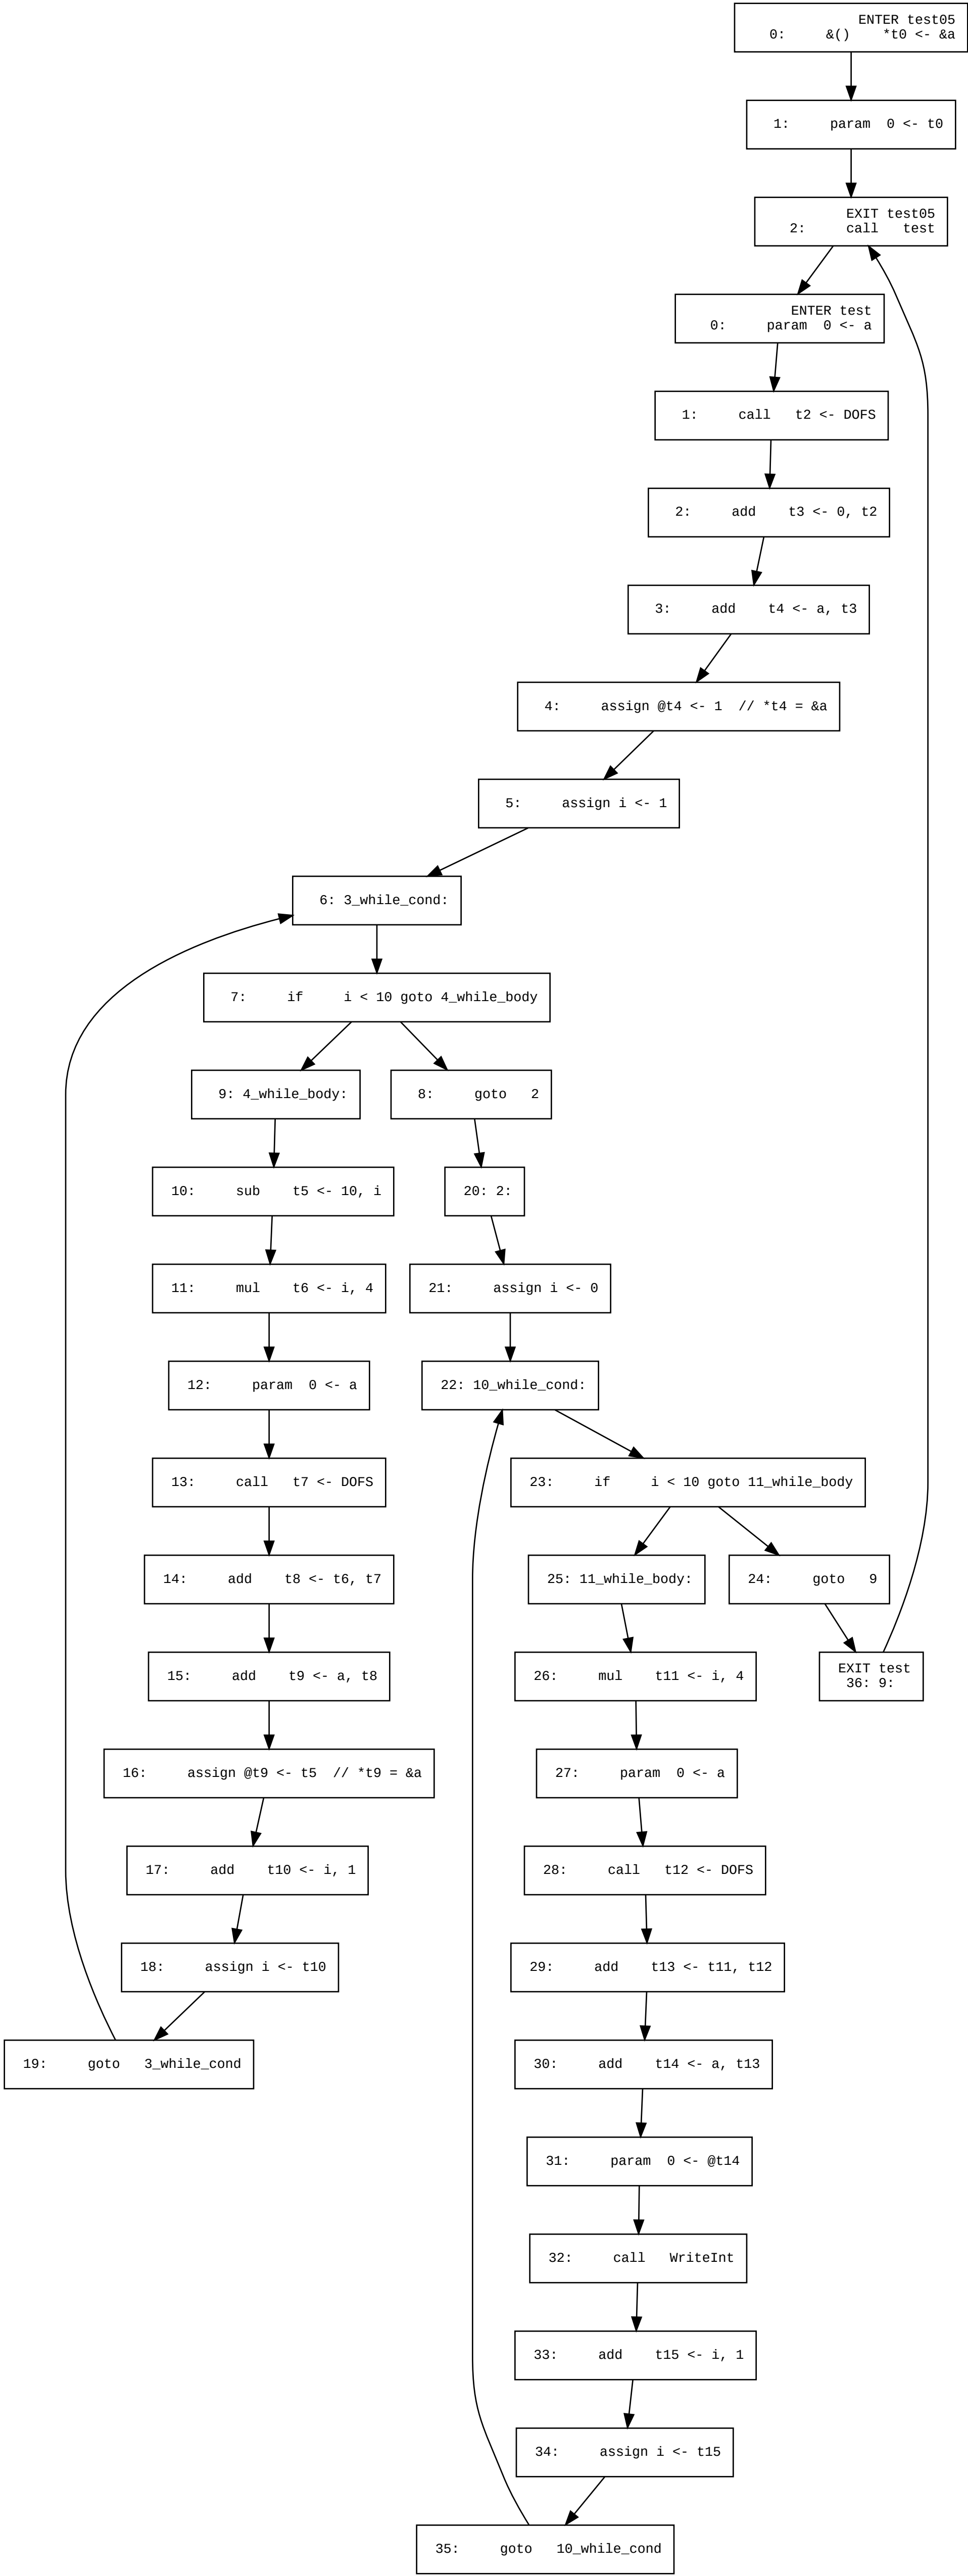 ENTER test05
0:     &()    *t0 <- &a
1:     param  0 <- t0
EXIT test05
2:     call   test
ENTER test
0:     param  0 <- a
1:     call   t2 <- DOFS
2:     add    t3 <- 0, t2
3:     add    t4 <- a, t3
4:     assign @t4 <- 1  // *t4 = &a
5:     assign i <- 1
6: 3_while_cond:
7:     if     i < 10 goto 4_while_body
9: 4_while_body:
8:     goto   2
10:     sub    t5 <- 10, i
20: 2:
11:     mul    t6 <- i, 4
21:     assign i <- 0
12:     param  0 <- a
22: 10_while_cond:
13:     call   t7 <- DOFS
23:     if     i < 10 goto 11_while_body
14:     add    t8 <- t6, t7
25: 11_while_body:
24:     goto   9
15:     add    t9 <- a, t8
26:     mul    t11 <- i, 4
EXIT test
36: 9:
16:     assign @t9 <- t5  // *t9 = &a
27:     param  0 <- a
17:     add    t10 <- i, 1
28:     call   t12 <- DOFS
18:     assign i <- t10
29:     add    t13 <- t11, t12
19:     goto   3_while_cond
30:     add    t14 <- a, t13
31:     param  0 <- @t14
32:     call   WriteInt
33:     add    t15 <- i, 1
34:     assign i <- t15
35:     goto   10_while_cond